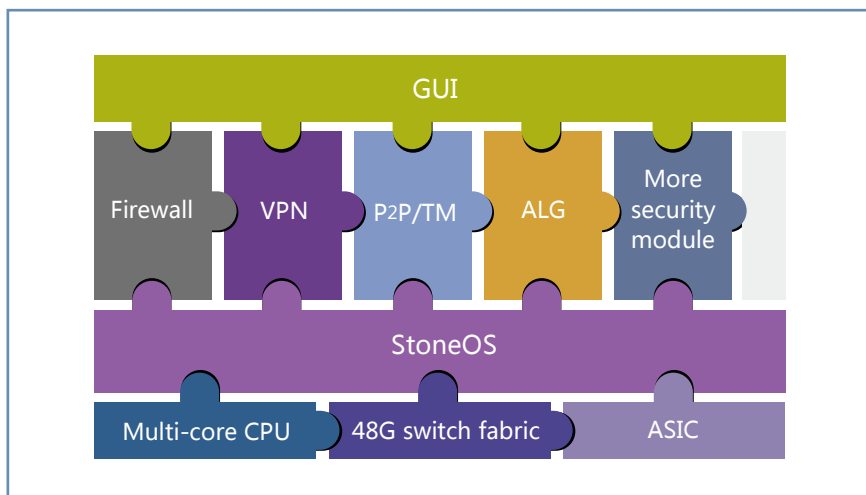 GUI
Firewall
VPN
P2P/TM
ALG
More
security
module
StoneOS
Multi-core CPU
48G switch fabric
ASIC